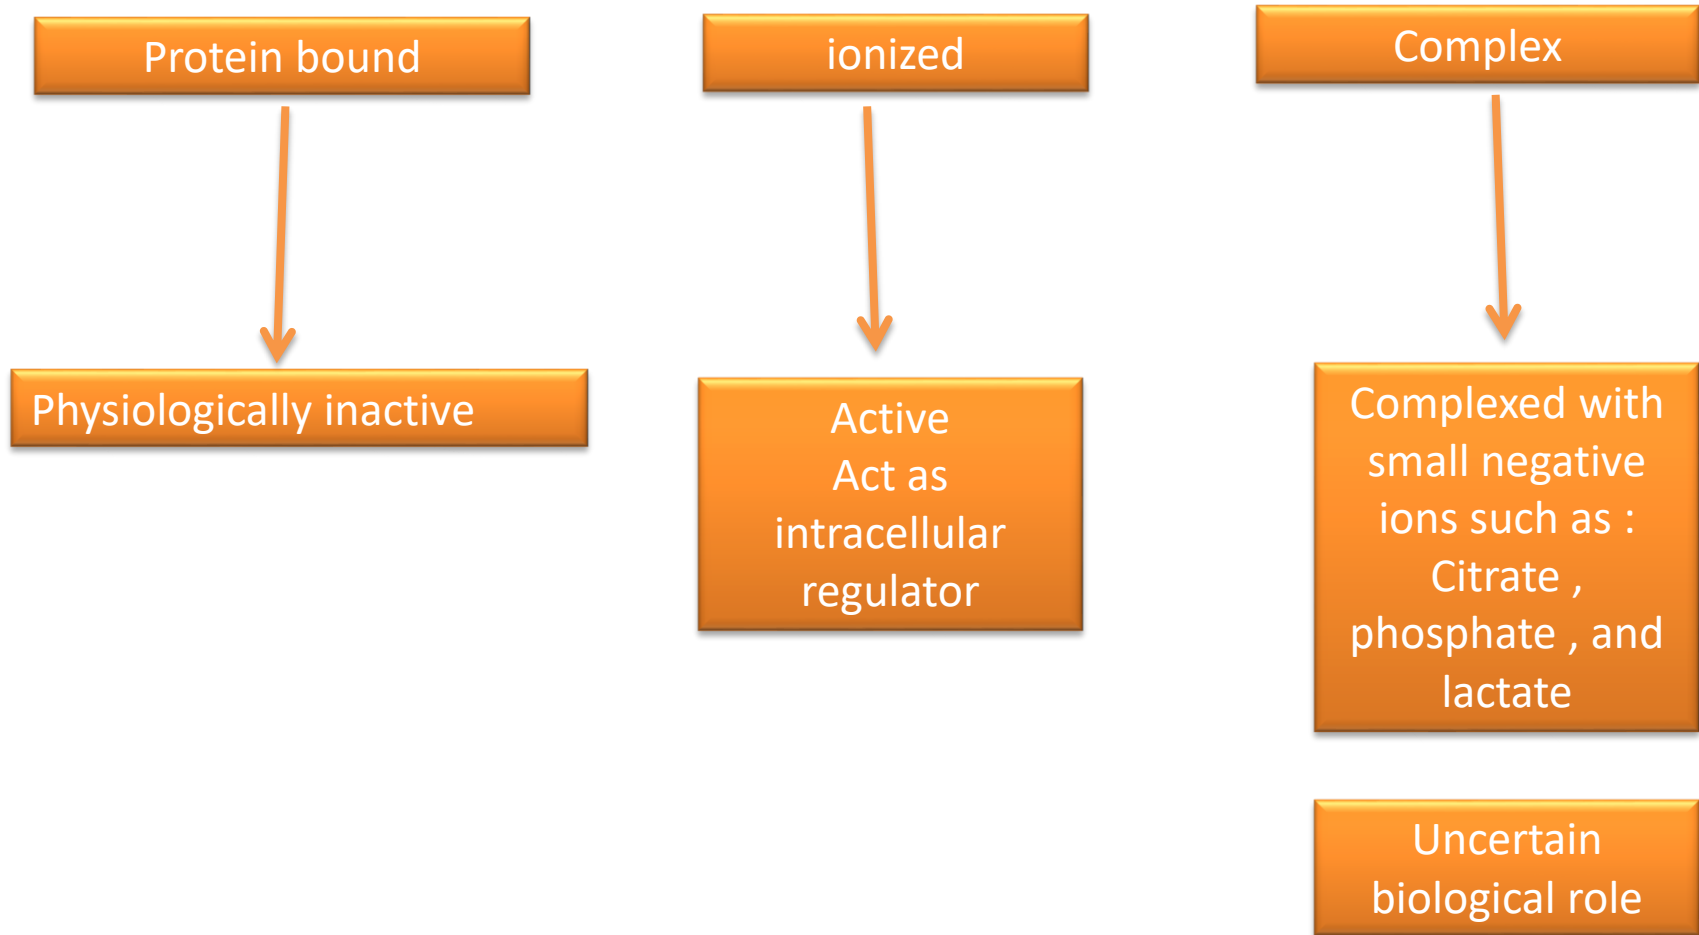 Protein bound
ionized
Complex
Physiologically inactive
Active
Act as
intracellular
regulator
Complexed with
small negative
ions such as :
Citrate ,
phosphate , and
lactate
Uncertain
biological role